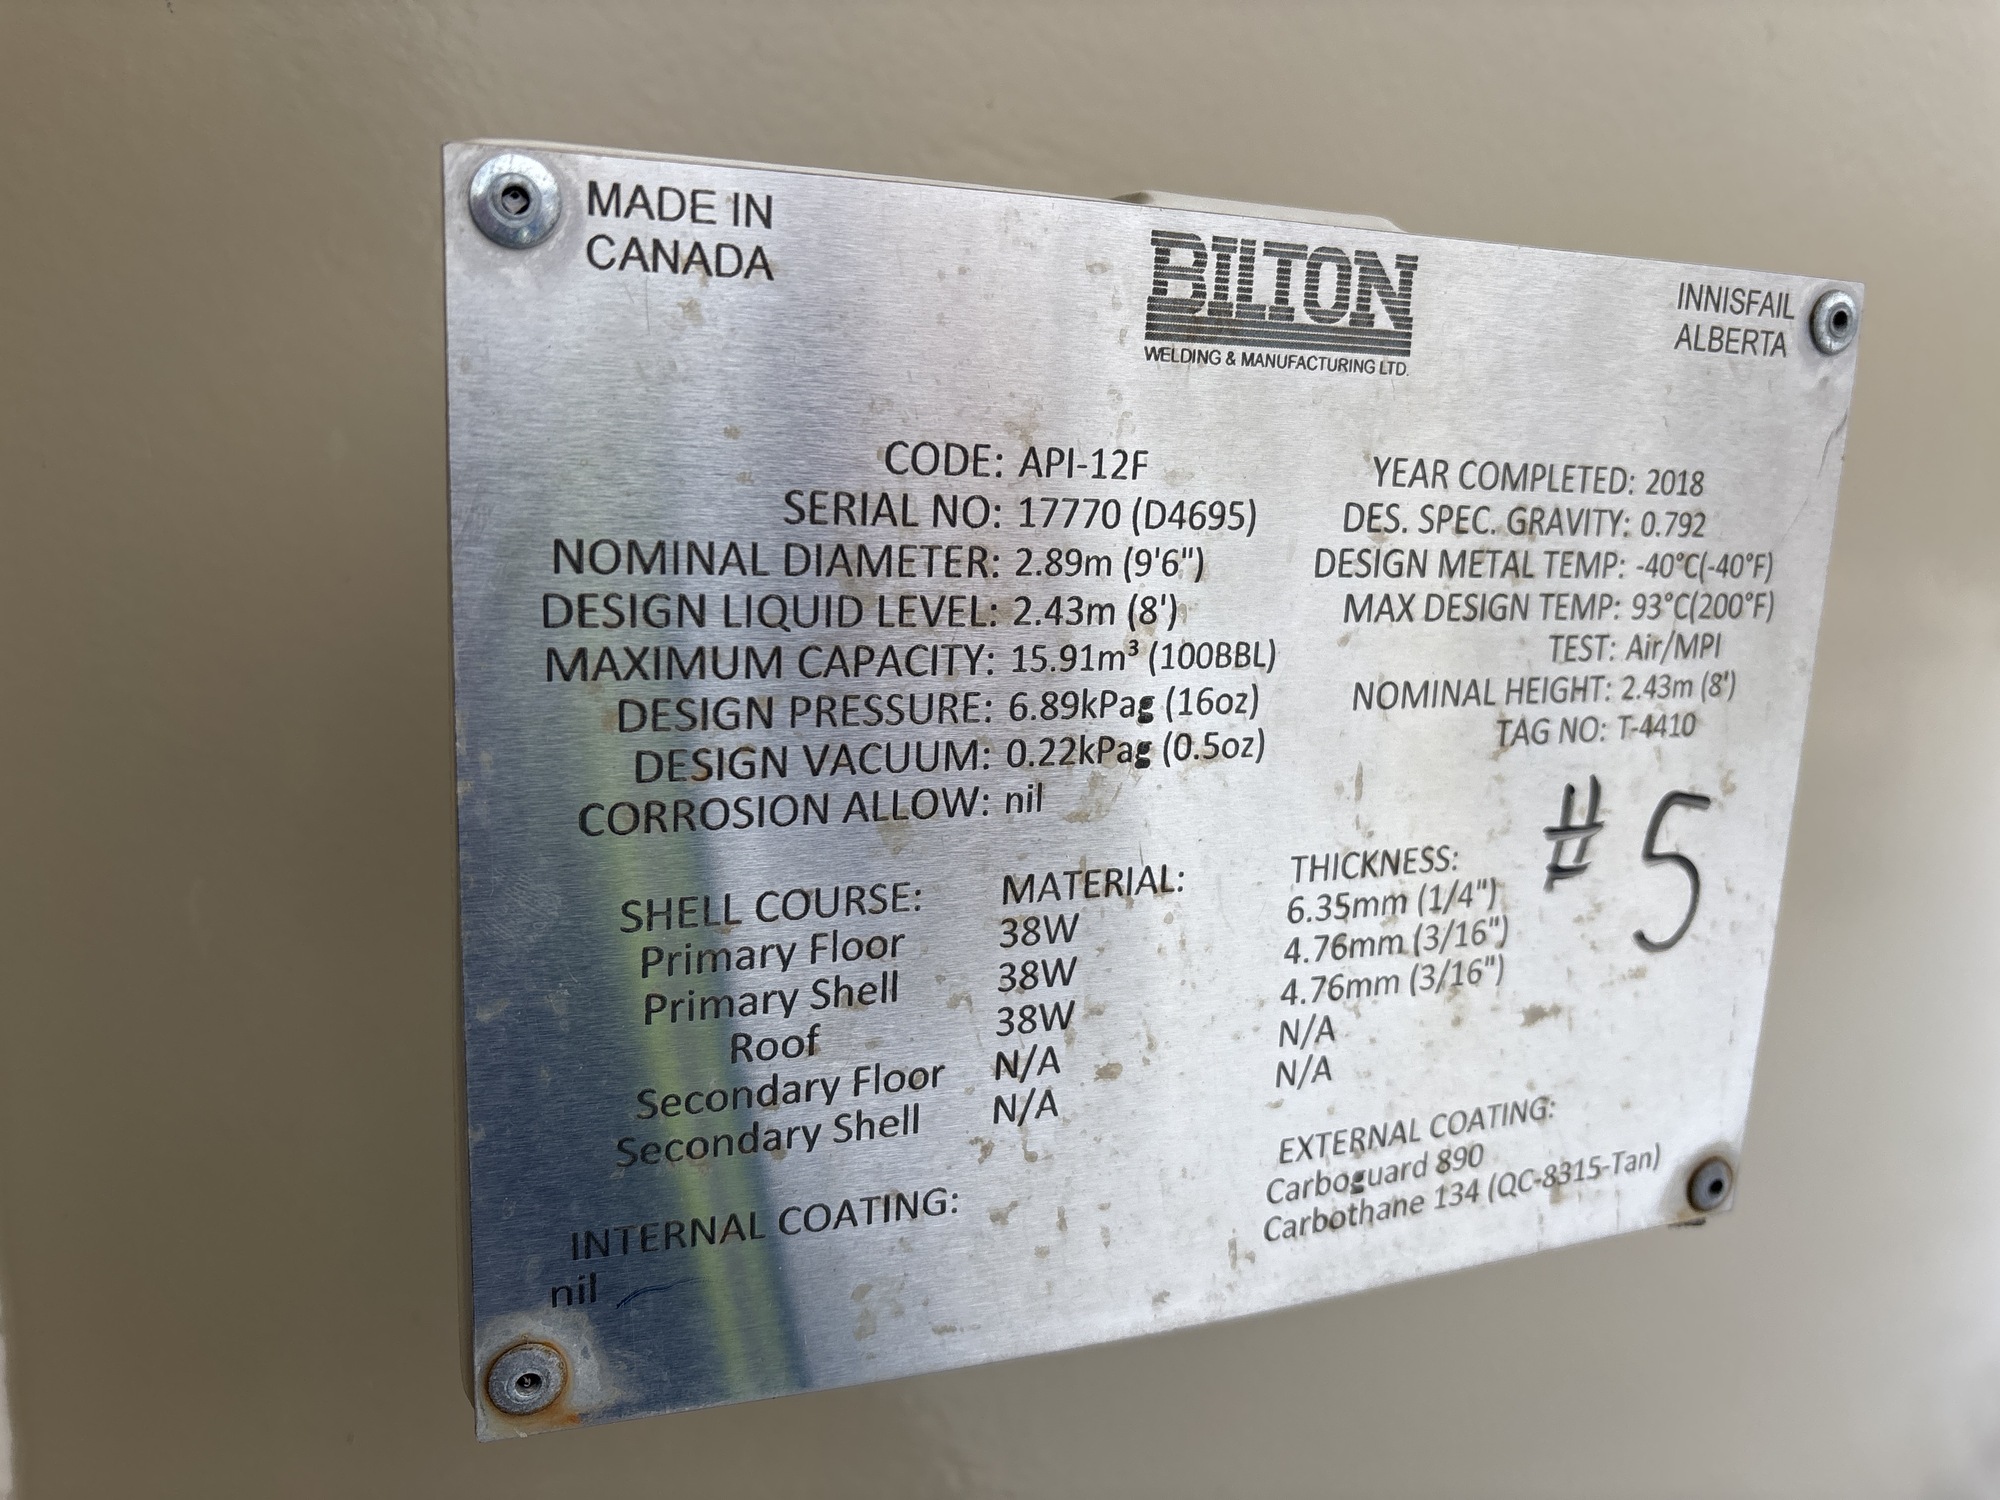 MADE IN
CANADA
BILTON
WELDING & MANUFACTURING LTD.
INNISFAIL
ALBERTA
CODE: API-12F
SERIAL NO: 17770 (D4695)
NOMINAL DIAMETER: 2.89m (9'6")
DESIGN LIQUID LEVEL: 2.43m (8')
MAXIMUM CAPACITY: 15.91m³ (100BBL)
DESIGN PRESSURE: 6.89kPag (16oz)
DESIGN VACUUM: 0.22kPag (0.5oz)
CORROSION ALLOW: nil
YEAR COMPLETED: 2018
DES. SPEC. GRAVITY: 0.792
DESIGN METAL TEMP: -40°C(-40°F)
MAX DESIGN TEMP: 93°C(200°F)
TEST: Air/MPI
NOMINAL HEIGHT: 2.43m (8')
TAG NO: T-4410
#5
SHELL COURSE: MATERIAL: THICKNESS:
Primary Floor 38W 6.35mm (1/4")
Primary Shell 38W 4.76mm (3/16")
Roof 38W 4.76mm (3/16")
Secondary Floor N/A N/A
Secondary Shell N/A N/A
INTERNAL COATING:
nil
EXTERNAL COATING:
Carboguard 890
Carbothane 134 (QC-8315-Tan)